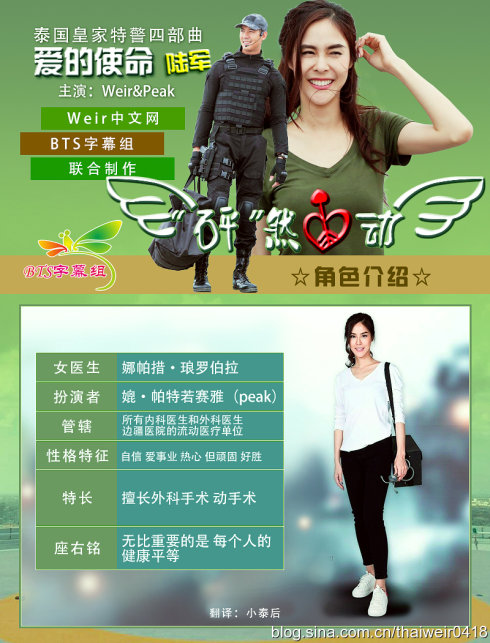 泰国皇家特警四部曲
爱的使命 陆军
主演：Weir&Peak
Weir中文网
BTS字幕组
联合制作
“砰”然心动
BTS字幕组
☆角色介绍☆
女医生 娜帕措·琅罗伯拉
扮演者 媲·帕特若赛雅（peak）
管辖 所有内科医生和外科医生
边疆医院的流动医疗单位
性格特征 自信 爱事业 热心 但顽固 好胜
特长 擅长外科手术 动手术
座右铭 无比重要的是 每个人的
健康平等
翻译：小泰后
blog.sina.com.cn/thaiweir0418